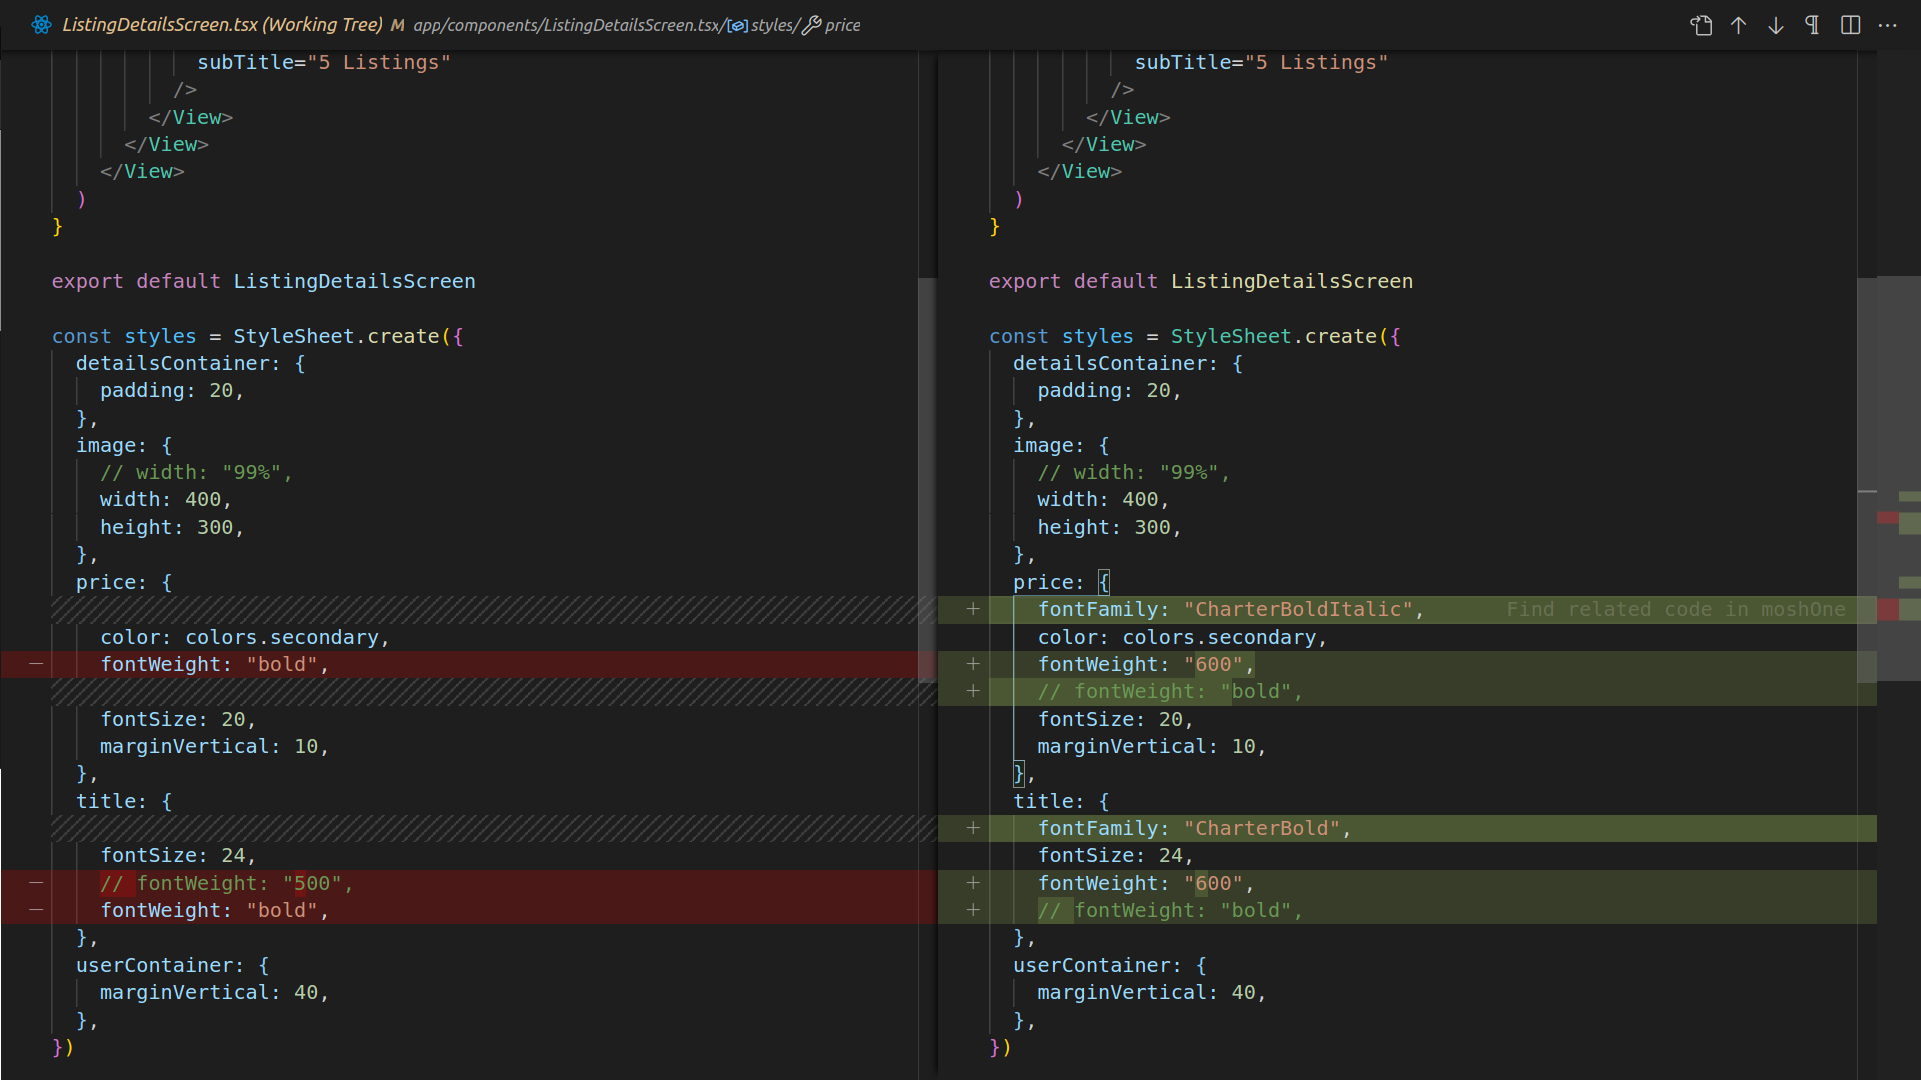 ListingDetailsScreen.tsx (Working Tree) M app/components/ListingDetailsScreen.tsx/styles/price
subTitle="5 Listings"
/>
</View>
</View>
</View>
)
}
export default ListingDetailsScreen
const styles = StyleSheet.create({
detailsContainer: {
padding: 20,
},
image: {
// width: "99%",
width: 400,
height: 300,
},
price: {
color: colors.secondary,
— fontWeight: "bold",
fontSize: 20,
marginVertical: 10,
},
title: {
fontSize: 24,
— // fontWeight: "500",
— fontWeight: "bold",
},
userContainer: {
marginVertical: 40,
},
})
subTitle="5 Listings"
/>
</View>
</View>
</View>
)
}
export default ListingDetailsScreen
const styles = StyleSheet.create({
detailsContainer: {
padding: 20,
},
image: {
// width: "99%",
width: 400,
height: 300,
},
price: {
+ fontFamily: "CharterBoldItalic", Find related code in moshOne
color: colors.secondary,
+ fontWeight: "600",
+ // fontWeight: "bold",
fontSize: 20,
marginVertical: 10,
},
title: {
+ fontFamily: "CharterBold",
fontSize: 24,
+ fontWeight: "600",
+ // fontWeight: "bold",
},
userContainer: {
marginVertical: 40,
},
})